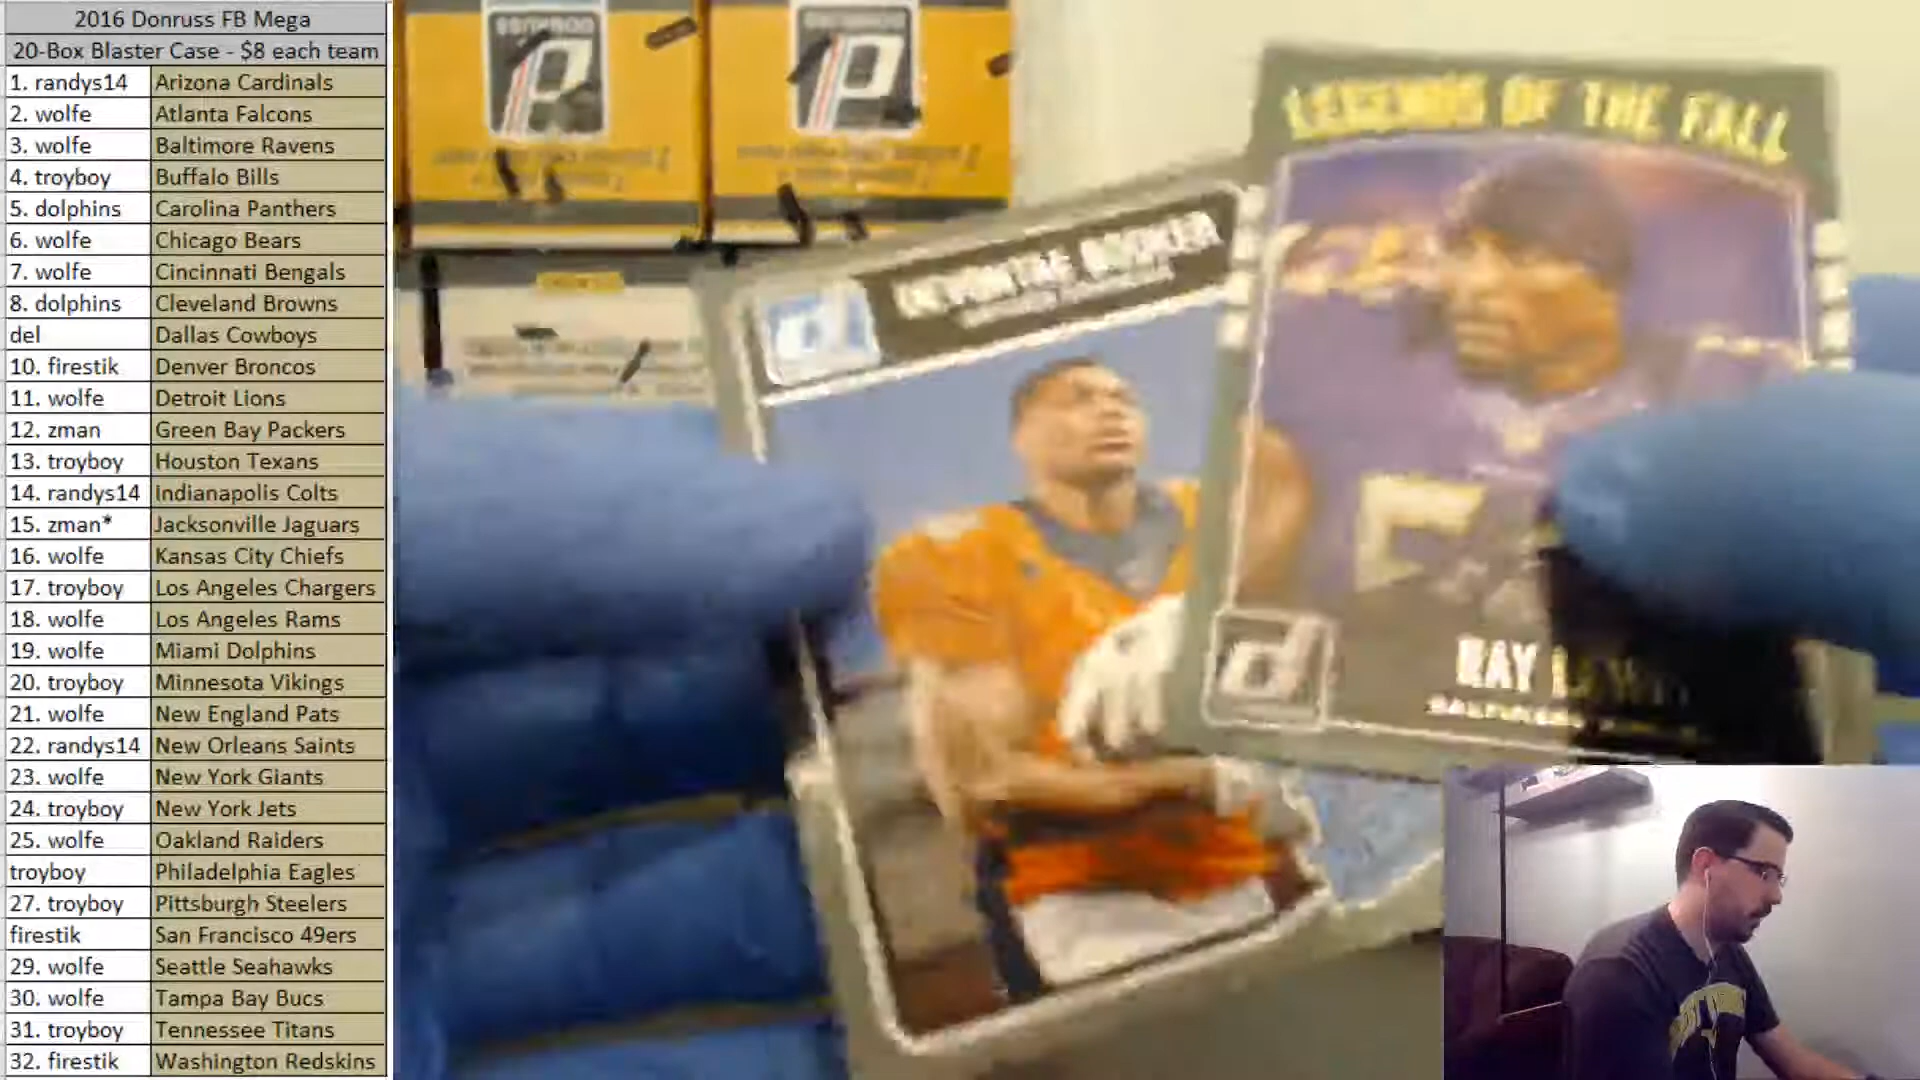 2016 Donruss FB Mega
20-Box Blaster Case - $8 each team
1. randys14 Arizona Cardinals
2. wolfe Atlanta Falcons
3. wolfe Baltimore Ravens
4. troyboy Buffalo Bills
5. dolphins Carolina Panthers
6. wolfe Chicago Bears
7. wolfe Cincinnati Bengals
8. dolphins Cleveland Browns
del Dallas Cowboys
10. firestik Denver Broncos
11. wolfe Detroit Lions
12. zman Green Bay Packers
13. troyboy Houston Texans
14. randys14 Indianapolis Colts
15. zman* Jacksonville Jaguars
16. wolfe Kansas City Chiefs
17. troyboy Los Angeles Chargers
18. wolfe Los Angeles Rams
19. wolfe Miami Dolphins
20. troyboy Minnesota Vikings
21. wolfe New England Pats
22. randys14 New Orleans Saints
23. wolfe New York Giants
24. troyboy New York Jets
25. wolfe Oakland Raiders
troyboy Philadelphia Eagles
27. troyboy Pittsburgh Steelers
firestik San Francisco 49ers
29. wolfe Seattle Seahawks
30. wolfe Tampa Bay Bucs
31. troyboy Tennessee Titans
32. firestik Washington Redskins
DONRUSS
DONRUSS
DEVONTAE BOOKER
LEGENDS OF THE FALL
d
RAY